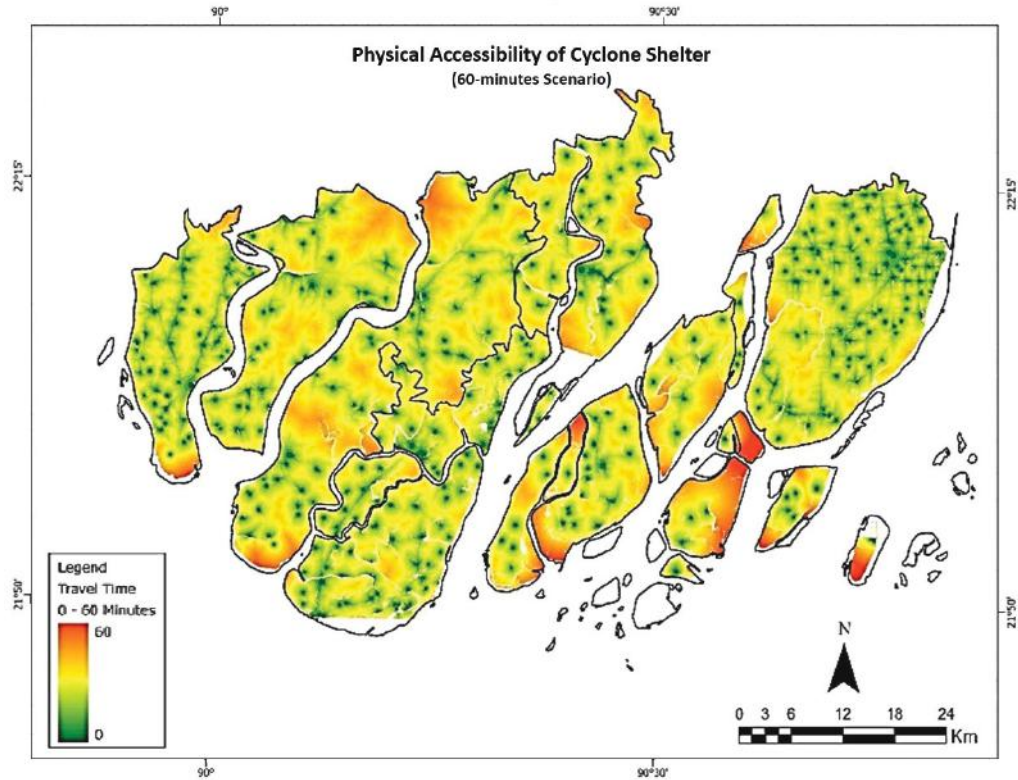 90°
90°30'
Physical Accessibility of Cyclone Shelter
(60-minutes Scenario)
22°15'
22°15'
Legend
Travel Time
0 - 60 Minutes
60
0
21°50'
21°50'
N
0 3 6 12 18 24
Km
90°
90°30'